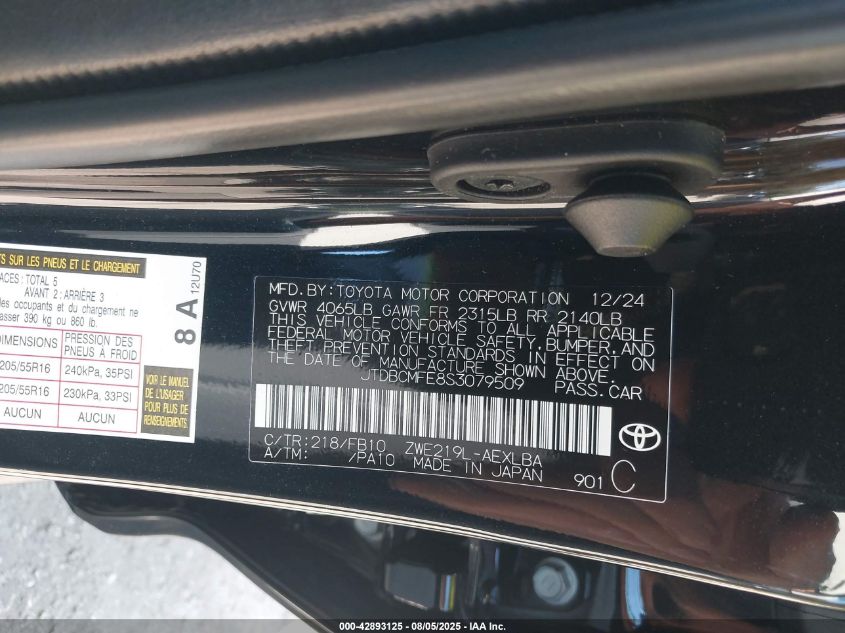 TS SUR LES PNEUS ET LE CHARGEMENT
ACES: TOTAL 5
AVANT 2: ARRIÈRE 3
des occupants et du chargement ne
asser 390 kg ou 860 lb.
DIMENSIONS PRESSION DES PNEUS A FROID
205/55R16 240kPa, 35PSI
205/55R16 230kPa, 33PSI
AUCUN AUCUN
VOIR LE MANUEL
DE L'USAGER
POUR PLUS DE
RENSEIGNEMENTS
8 A 12U70
MFD.BY:TOYOTA MOTOR CORPORATION 12/24
GVWR 4065LB GAWR FR 2315LB RR 2140LB
THIS VEHICLE CONFORMS TO ALL APPLICABLE
FEDERAL MOTOR VEHICLE SAFETY,BUMPER,AND
THEFT PREVENTION STANDARDS IN EFFECT ON
THE DATE OF MANUFACTURE SHOWN ABOVE.
JTDBCMFE8S3079509 PASS.CAR
C/TR:218/FB10 ZWE219L-AEXLBA
A/TM: /PA10 MADE IN JAPAN 901 C
000-42893125 - 08/05/2025 - IAA Inc.